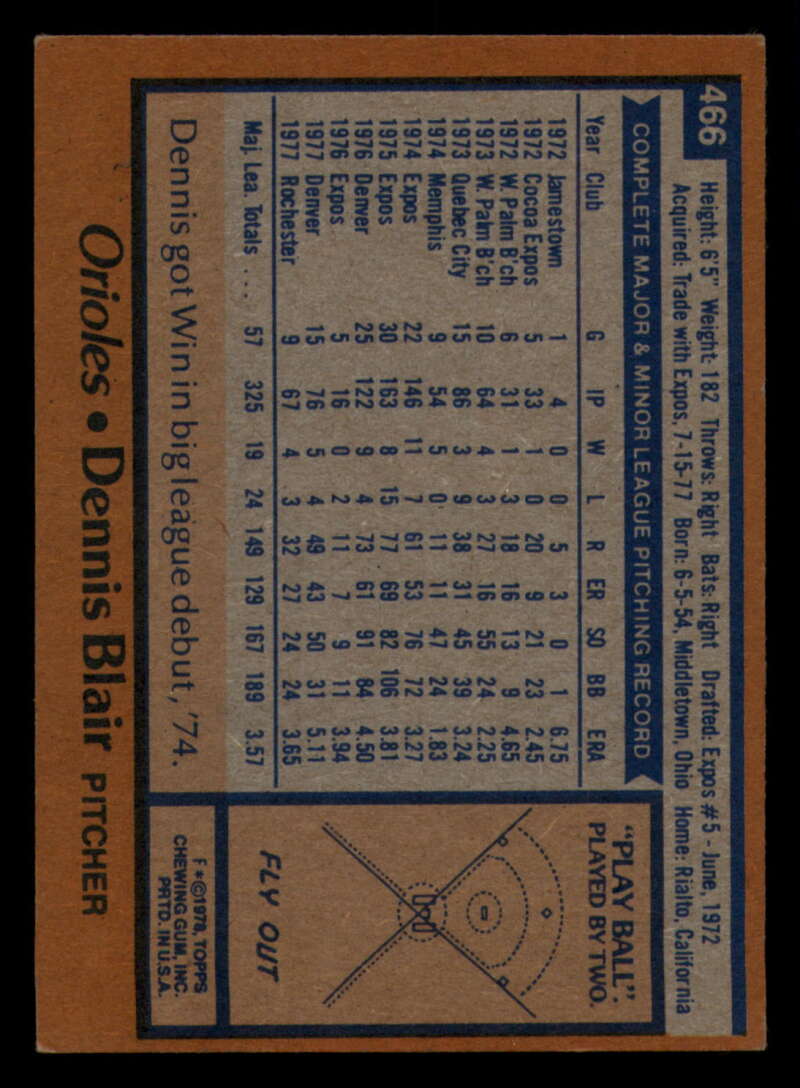 466
Height: 6'5" Weight: 182 Throws: Right Bats: Right Drafted: Expos #5 - June, 1972
Acquired: Trade with Expos, 7-15-77 Born: 6-5-54, Middletown, Ohio Home: Rialto, California
COMPLETE MAJOR & MINOR LEAGUE PITCHING RECORD
Year Club G IP W L R ER SO BB ERA
1972 Jamestown 1 4 0 0 5 3 0 1 6.75
1972 Cocoa Expos 5 33 1 0 20 9 21 23 2.45
1972 W. Palm B'ch 6 31 1 3 18 16 13 9 4.65
1973 W. Palm B'ch 10 64 4 3 27 16 55 24 2.25
1973 Quebec City 15 86 3 9 38 31 45 39 3.24
1974 Memphis 9 54 5 0 11 11 47 24 1.83
1974 Expos 22 146 11 7 61 53 76 72 3.27
1975 Expos 30 163 8 15 77 69 82 106 3.81
1976 Denver 25 122 9 4 73 61 91 84 4.50
1976 Expos 5 16 0 2 11 7 9 11 3.94
1977 Denver 15 76 5 4 49 43 50 31 5.11
1977 Rochester 9 67 4 3 32 27 24 24 3.65
Maj. Lea. Totals .... 57 325 19 24 149 129 167 189 3.57
Dennis got Win in big league debut, '74.
"PLAY BALL".
PLAYED BY TWO.
FLY OUT
F *©1978, TOPPS
CHEWING GUM, INC.
PRTD. IN U.S.A.
Orioles • Dennis Blair PITCHER